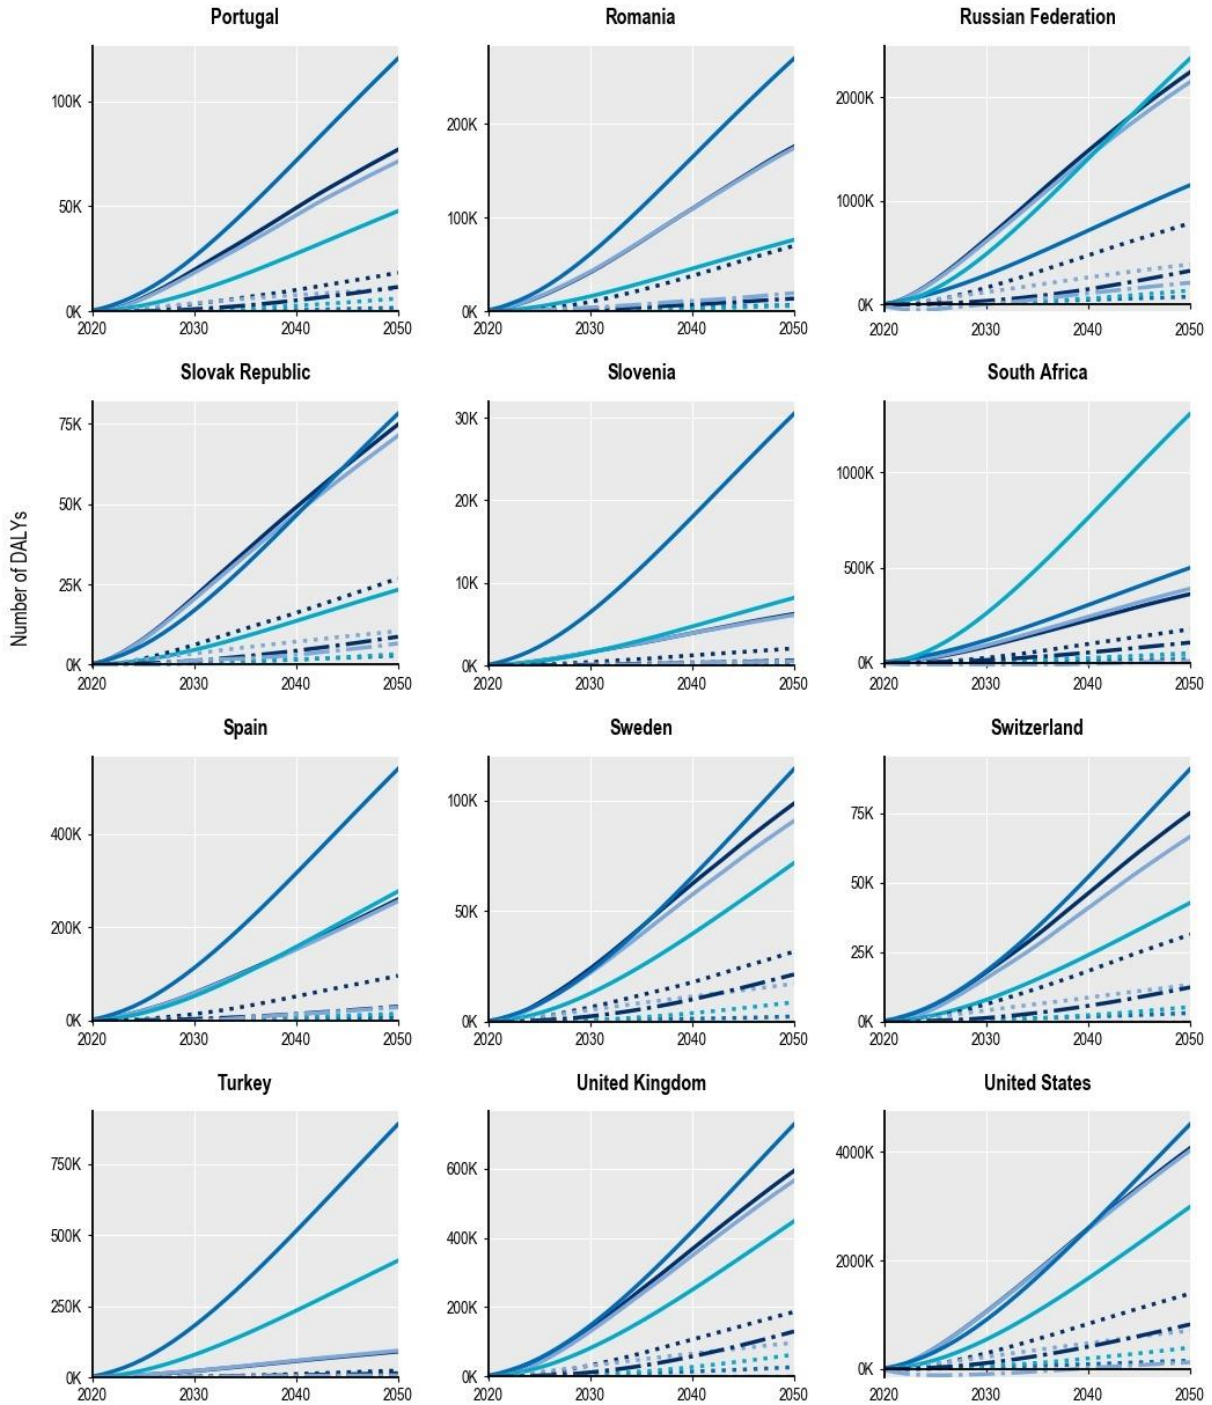 Portugal
Romania
Russian Federation
100K
50K
0K
2020
2030
2040
2050
200K
100K
0K
2020
2030
2040
2050
2000K
1000K
0K
2020
2030
2040
2050
Slovak Republic
Slovenia
South Africa
Number of DALYs
75K
50K
25K
0K
2020
2030
2040
2050
30K
20K
10K
0K
2020
2030
2040
2050
1000K
500K
0K
2020
2030
2040
2050
Spain
Sweden
Switzerland
400K
200K
0K
2020
2030
2040
2050
100K
50K
0K
2020
2030
2040
2050
75K
50K
25K
0K
2020
2030
2040
2050
Turkey
United Kingdom
United States
750K
500K
250K
0K
2020
2030
2040
2050
600K
400K
200K
0K
2020
2030
2040
2050
4000K
2000K
0K
2020
2030
2040
2050